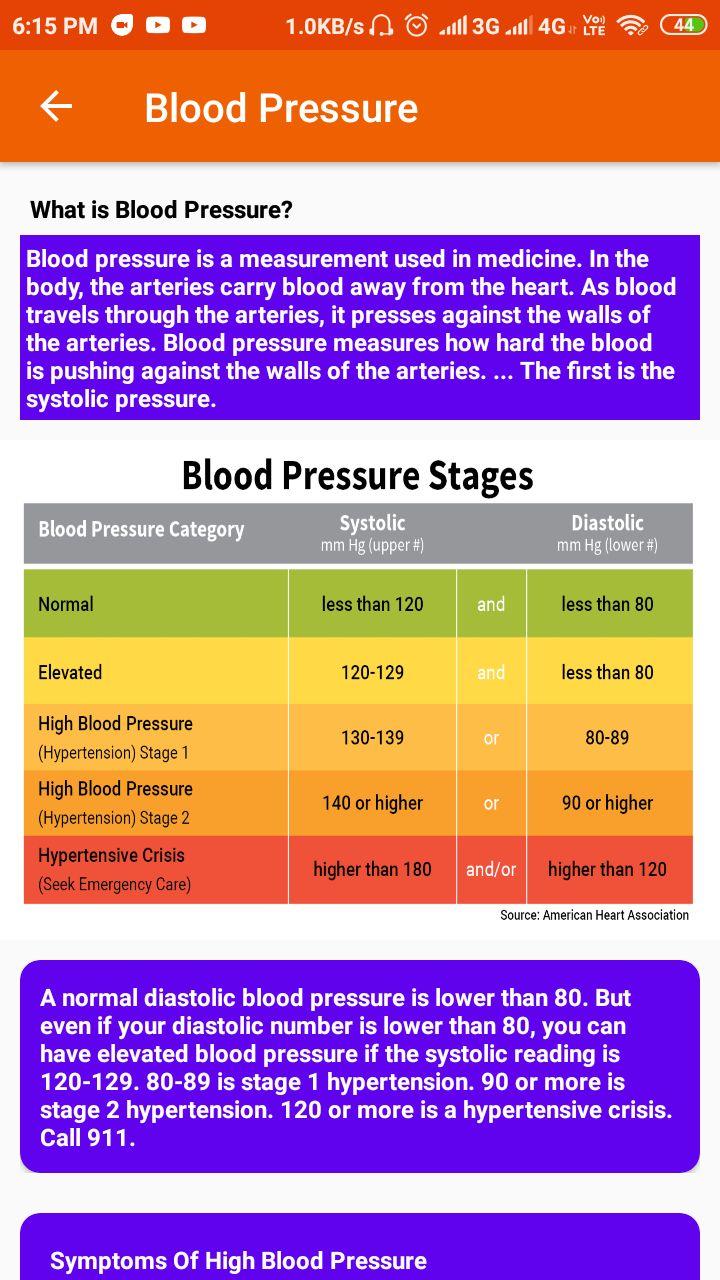 6:15 PM 1.0KB/s 3G 4G Vo) LTE 44
Blood Pressure
What is Blood Pressure?
Blood pressure is a measurement used in medicine. In the
body, the arteries carry blood away from the heart. As blood
travels through the arteries, it presses against the walls of
the arteries. Blood pressure measures how hard the blood
is pushing against the walls of the arteries. ... The first is the
systolic pressure.
Blood Pressure Stages
Blood Pressure Category Systolic Diastolic
mm Hg (upper #) mm Hg (lower #)
Normal less than 120 and less than 80
Elevated 120-129 and less than 80
High Blood Pressure
(Hypertension) Stage 1 130-139 or 80-89
High Blood Pressure
(Hypertension) Stage 2 140 or higher or 90 or higher
Hypertensive Crisis
(Seek Emergency Care) higher than 180 and/or higher than 120
Source: American Heart Association
A normal diastolic blood pressure is lower than 80. But
even if your diastolic number is lower than 80, you can
have elevated blood pressure if the systolic reading is
120-129. 80-89 is stage 1 hypertension. 90 or more is
stage 2 hypertension. 120 or more is a hypertensive crisis.
Call 911.
Symptoms Of High Blood Pressure